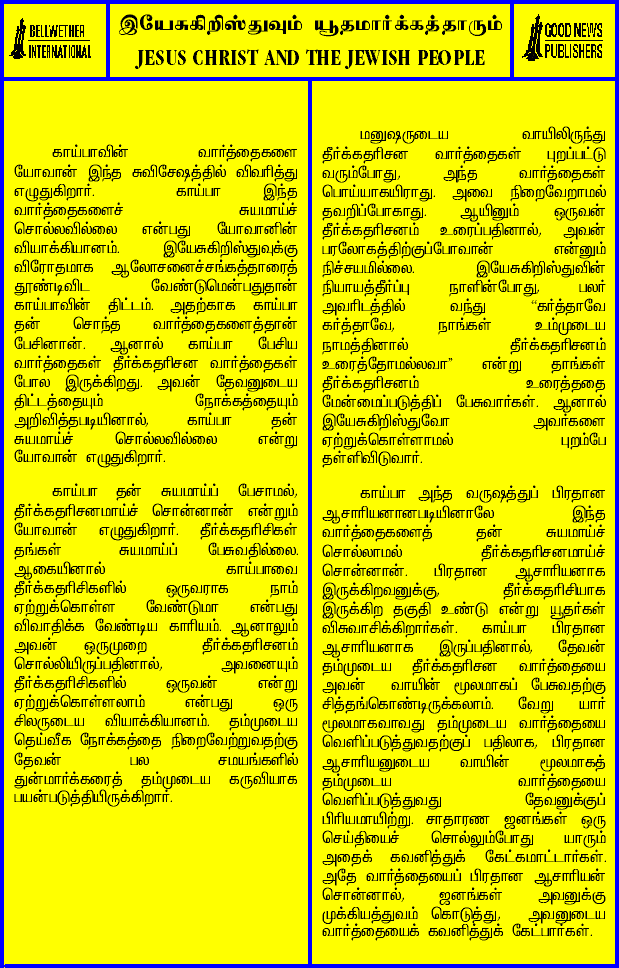 BELLWETHER
INTERNATIONAL
இயேசுகிறிஸ்துவும் யூதமார்க்கத்தாரும்
JESUS CHRIST AND THE JEWISH PEOPLE
GOOD NEWS
PUBLISHERS
காய்பாவின் வார்த்தைகளை
யோவான் இந்த சுவிசேஷத்தில் விவரித்து
எழுதுகிறார். காய்பா இந்த
வார்த்தைகளைச் சுயமாய்ச்
சொல்லவில்லை என்பது யோவானின்
வியாக்கியானம். இயேசுகிறிஸ்துவுக்கு
விரோதமாக ஆலோசனைச்சங்கத்தாரைத்
தூண்டிவிட வேண்டுமென்பதுதான்
காய்பாவின் திட்டம். அதற்காக காய்பா
தன் சொந்த வார்த்தைகளைத்தான்
பேசினான். ஆனால் காய்பா பேசிய
வார்த்தைகள் தீர்க்கதரிசன வார்த்தைகள்
போல இருக்கிறது. அவன் தேவனுடைய
திட்டத்தையும் நோக்கத்தையும்
அறிவித்தபடியினால், காய்பா தன்
சுயமாய்ச் சொல்லவில்லை என்று
யோவான் எழுதுகிறார்.
காய்பா தன் சுயமாய்ப் பேசாமல்,
தீர்க்கதரிசனமாய்ச் சொன்னான் என்றும்
யோவான் எழுதுகிறார். தீர்க்கதரிசிகள்
தங்கள் சுயமாய்ப் பேசுவதில்லை.
ஆகையினால் காய்பாவை
தீர்க்கதரிசிகளில் ஒருவராக நாம்
ஏற்றுக்கொள்ள வேண்டுமா என்பது
விவாதிக்க வேண்டிய காரியம். ஆனாலும்
அவன் ஒருமுறை தீர்க்கதரிசனம்
சொல்லியிருப்பதினால், அவனையும்
தீர்க்கதரிசிகளில் ஒருவன் என்று
ஏற்றுக்கொள்ளலாம் என்பது ஒரு
சிலருடைய வியாக்கியானம். தம்முடைய
தெய்வீக நோக்கத்தை நிறைவேற்றுவதற்கு
தேவன் பல சமயங்களில்
துன்மார்க்கரைத் தம்முடைய கருவியாக
பயன்படுத்தியிருக்கிறார்.
மனுஷருடைய வாயிலிருந்து
தீர்க்கதரிசன வார்த்தைகள் புறப்பட்டு
வரும்போது, அந்த வார்த்தைகள்
பொய்யாகயிராது. அவை நிறைவேறாமல்
தவறிப்போகாது. ஆயினும் ஒருவன்
தீர்க்கதரிசனம் உரைப்பதினால், அவன்
பரலோகத்திற்குப்போவான் என்னும்
நிச்சயமில்லை. இயேசுகிறிஸ்துவின்
நியாயத்தீர்ப்பு நாளின்போது, பலர்
அவரிடத்தில் வந்து “கர்த்தாவே
கர்த்தாவே, நாங்கள் உம்முடைய
நாமத்தினால் தீர்க்கதரிசனம்
உரைத்தோமல்லவா” என்று தாங்கள்
தீர்க்கதரிசனம் உரைத்ததை
மேன்மைப்படுத்திப் பேசுவார்கள். ஆனால்
இயேசுகிறிஸ்துவோ அவர்களை
ஏற்றுக்கொள்ளாமல் புறம்பே
தள்ளிவிடுவார்.
காய்பா அந்த வருஷத்துப் பிரதான
ஆசாரியனானபடியினாலே இந்த
வார்த்தைகளைத் தன் சுயமாய்ச்
சொல்லாமல் தீர்க்கதரிசனமாய்ச்
சொன்னான். பிரதான ஆசாரியனாக
இருக்கிறவனுக்கு, தீர்க்கதரிசியாக
இருக்கிற தகுதி உண்டு என்று யூதர்கள்
விசுவாசிக்கிறார்கள். காய்பா பிரதான
ஆசாரியனாக இருப்பதினால், தேவன்
தம்முடைய தீர்க்கதரிசன வார்த்தையை
அவன் வாயின் மூலமாகப் பேசுவதற்கு
சித்தங்கொண்டிருக்கலாம். வேறு யார்
மூலமாகவாவது தம்முடைய வார்த்தையை
வெளிப்படுத்துவதற்குப் பதிலாக, பிரதான
ஆசாரியனுடைய வாயின் மூலமாகத்
தம்முடைய வார்த்தையை
வெளிப்படுத்துவது தேவனுக்குப்
பிரியமாயிற்று. சாதாரண ஜனங்கள் ஒரு
செய்தியைச் சொல்லும்போது யாரும்
அதைக் கவனித்துக் கேட்கமாட்டார்கள்.
அதே வார்த்தையைப் பிரதான ஆசாரியன்
சொன்னால், ஜனங்கள் அவனுக்கு
முக்கியத்துவம் கொடுத்து, அவனுடைய
வார்த்தையைக் கவனித்துக் கேட்பார்கள்.